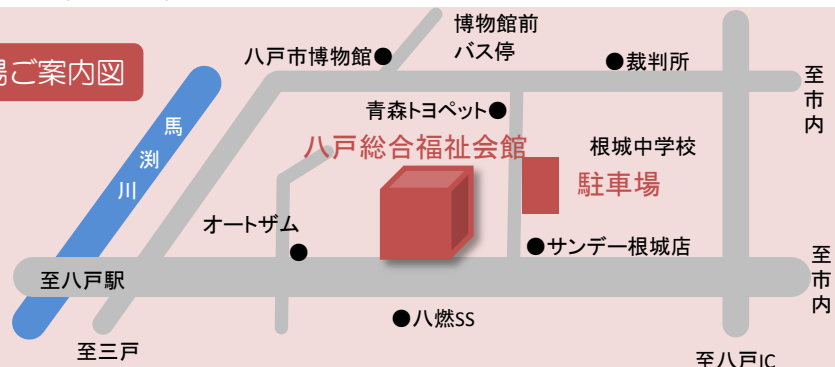 場ご案内図
博物館前
バス停
八戸市博物館●
●裁判所
至市内
青森トヨペット●
馬渕川
八戸総合福祉会館
根城中学校
駐車場
オートザム
●サンデー根城店
至八戸駅
至市内
●八燃SS
至三戸
至八戸IC